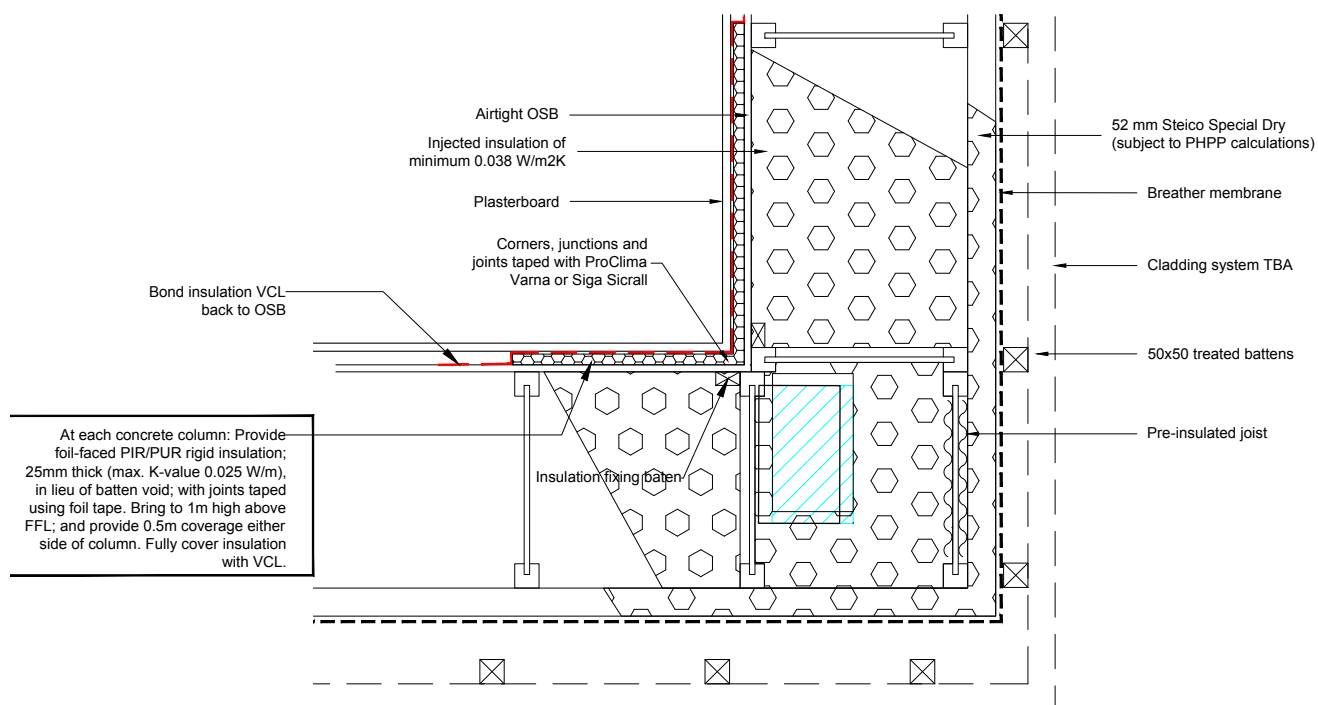 Airtight OSB
Injected insulation of
minimum 0.038 W/m2K
Plasterboard
Corners, junctions and
joints taped with ProClima
Varna or Siga Sicrall
Bond insulation VCL
back to OSB
At each concrete column: Provide
foil-faced PIR/PUR rigid insulation;
25mm thick (max. K-value 0.025 W/m),
in lieu of batten void; with joints taped
using foil tape. Bring to 1m high above
FFL; and provide 0.5m coverage either
side of column. Fully cover insulation
with VCL.
Insulation fixing baten
52 mm Steico Special Dry
(subject to PHPP calculations)
Breather membrane
Cladding system TBA
50x50 treated battens
Pre-insulated joist